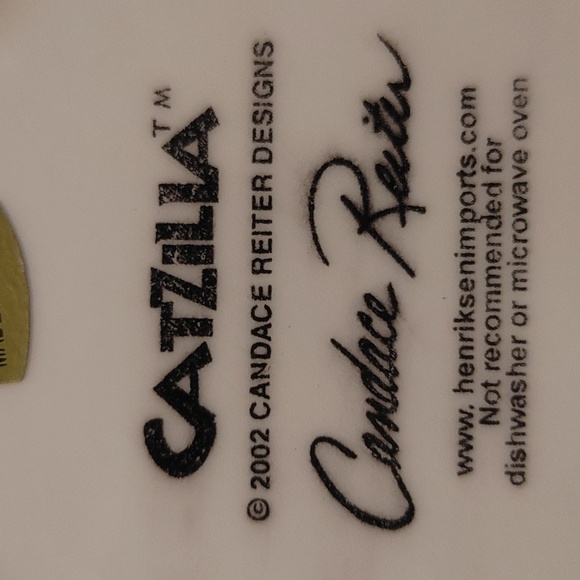 CATZILLA™
© 2002 CANDACE REITER DESIGNS
Candace Reiter
www.henriksenimports.com
Not recommended for
dishwasher or microwave oven